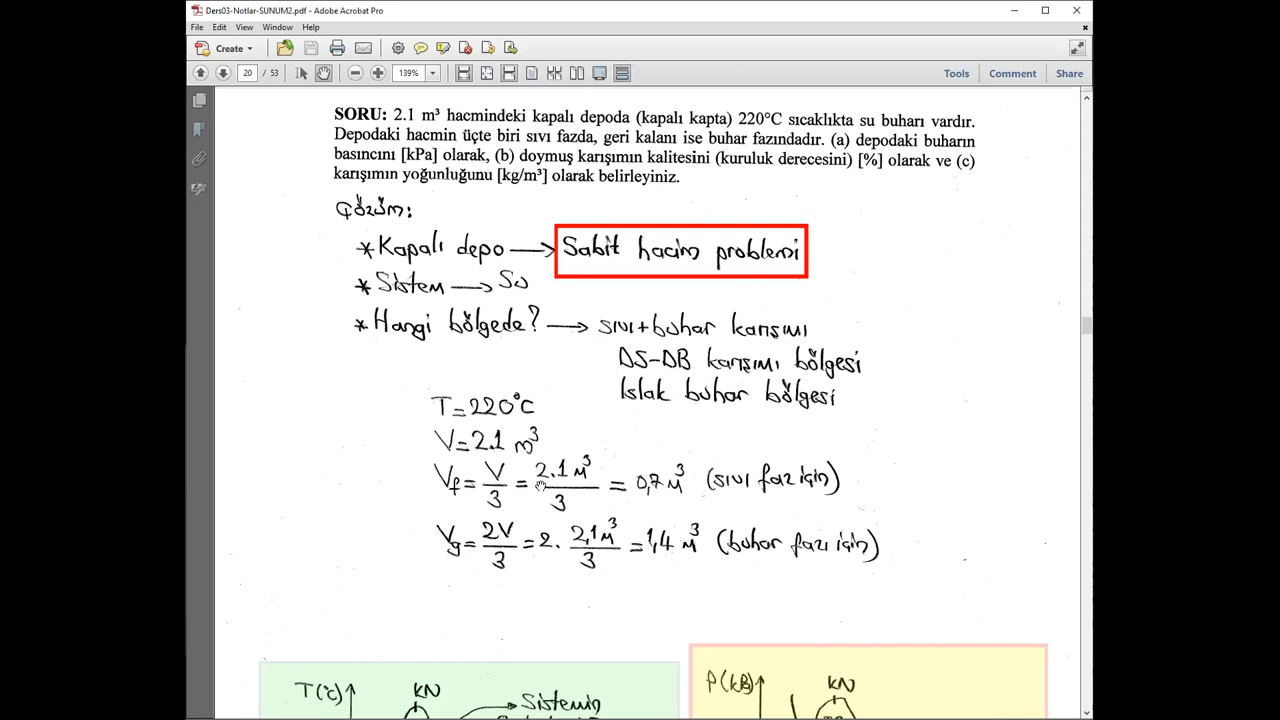 Ders03-Notlar-SUNUM2.pdf - Adobe Acrobat Pro
File Edit View Window Help
Create
20 / 53 139% Tools Comment Share
SORU: 2.1 m³ hacmindeki kapalı depoda (kapalı kapta) 220°C sıcaklıkta su buharı vardır.
Depodaki hacmin üçte biri sıvı fazda, geri kalanı ise buhar fazındadır. (a) depodaki buharın
basıncını [kPa] olarak, (b) doymuş karışımın kalitesini (kuruluk derecesini) [%] olarak ve (c)
karışımın yoğunluğunu [kg/m³] olarak belirleyiniz.
Çözüm:
* Kapalı depo → Sabit hacim problemi
* Sistem → Su
* Hangi bölgede? → sıvı+buhar karışımı
DS-DB karışımı bölgesi
Islak buhar bölgesi
T=220°C
V=2.1 m³
Vf = V/3 = 2.1 m³/3 = 0,7 m³ (sıvı faz için)
Vg = 2V/3 = 2. 2,1 m³/3 = 1,4 m³ (buhar fazı için)
T(°C) KN Sistemin
P(kPa) KN